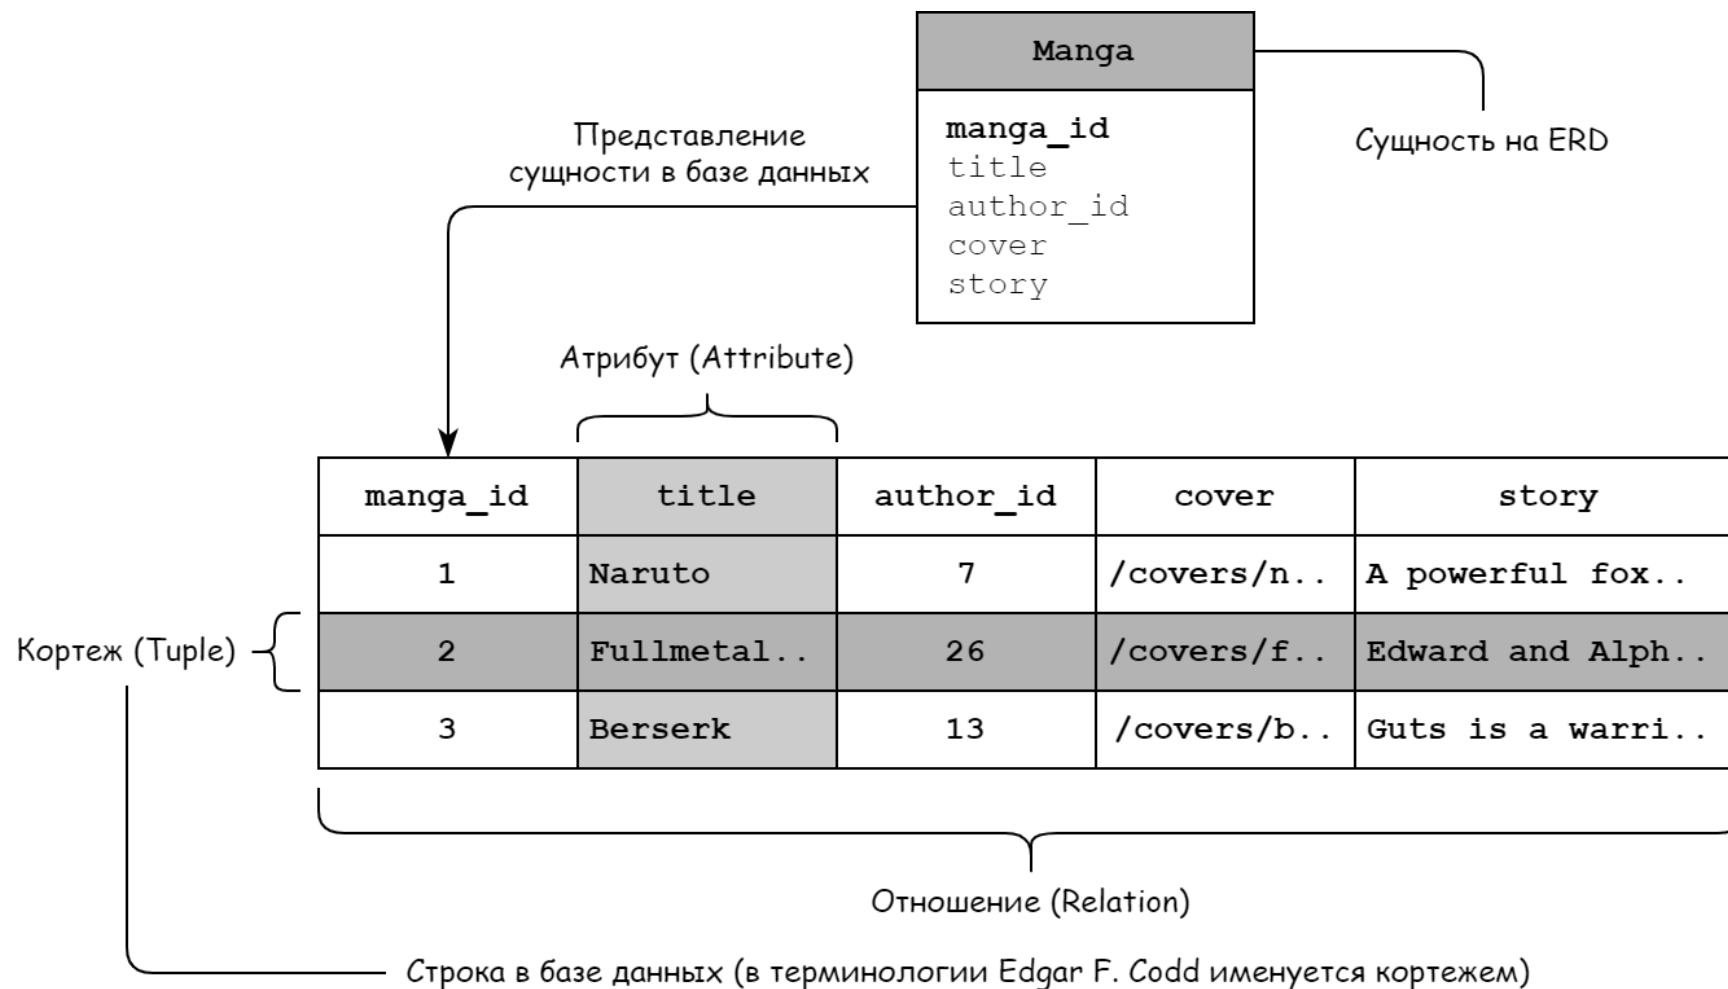 Manga
manga_id
title
author_id
cover
story
Сущность на ERD
Представление
сущности в базе данных
Атрибут (Attribute)
manga_id title author_id cover story
1 Naruto 7 /covers/n.. A powerful fox..
2 Fullmetal.. 26 /covers/f.. Edward and Alph..
3 Berserk 13 /covers/b.. Guts is a warri..
Кортеж (Tuple)
Отношение (Relation)
Строка в базе данных (в терминологии Edgar F. Codd именуется кортежем)